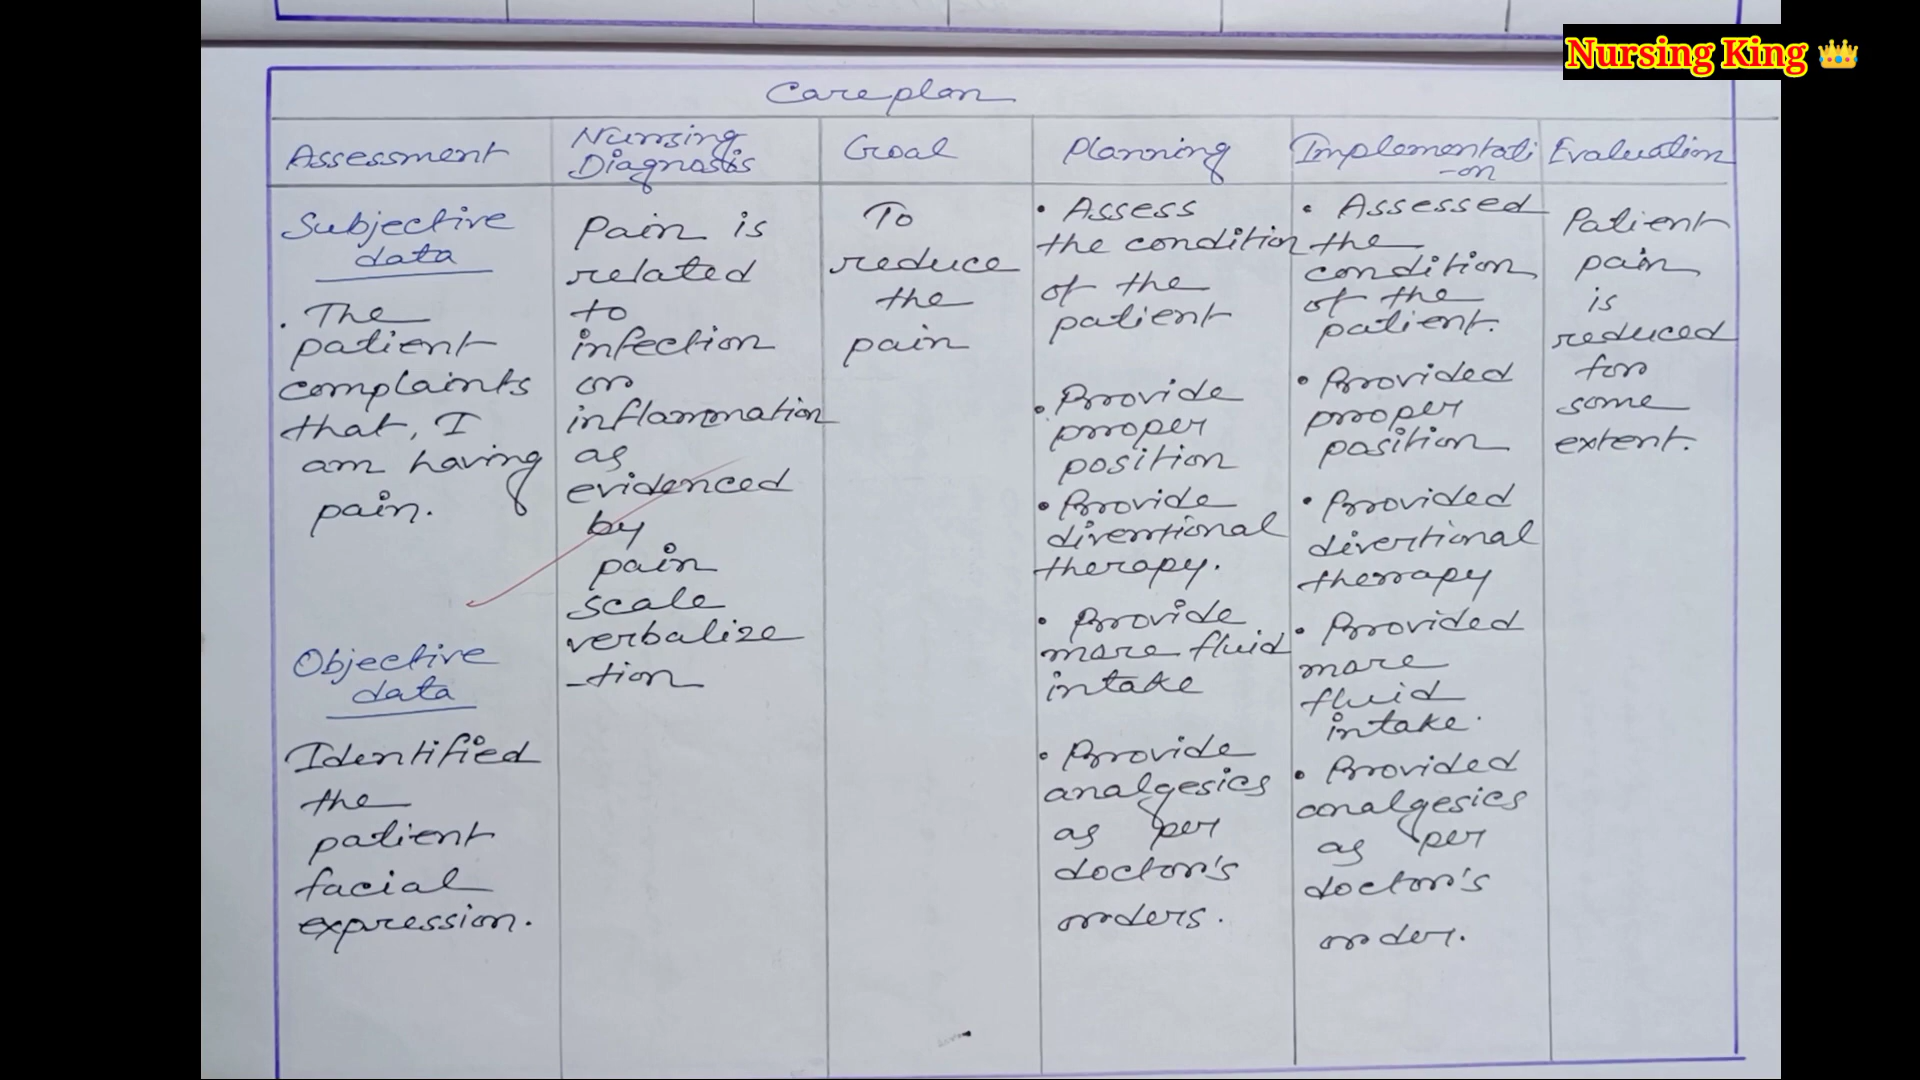 Nursing King
Careplan
Assessment
Nursing
Diagnosis
Goal
Planning
Implementati
-on
Evaluation
Subjective
data
. The
patient
complaints
that, I
am having
pain.
Objective
data
Identified
the
patient
facial
expression.
Pain is
related
to
infection
or
inflammation
as
evidenced
by
pain
scale
verbalize
-tion
To
reduce
the
pain
• Assess
the condition
of the
patient
• Provide
proper
position
• Provide
divertional
therapy.
• Provide
more fluid
intake
• Provide
analgesics
as per
doctor's
orders.
• Assessed
the
condition
of the
patient.
• Provided
proper
position
• Provided
divertional
therapy
• Provided
more
fluid
intake.
• Provided
analgesics
as per
doctor's
order.
Patient
pain
is
reduced
for
some
extent.